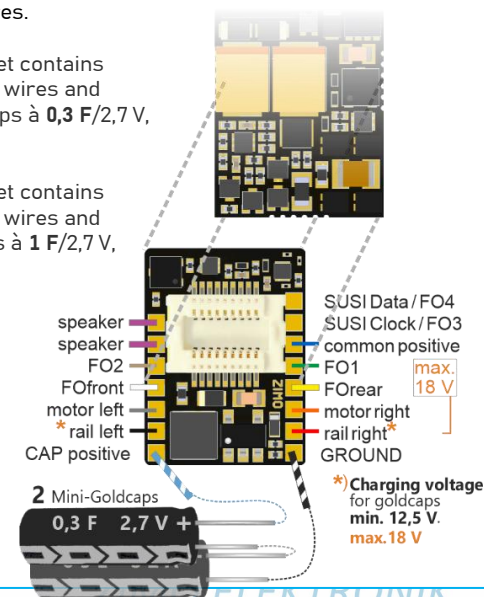 es.
et contains
wires and
ps à 0,3 F/2,7 V,
et contains
wires and
s à 1 F/2,7 V,
SUSI Data / FO4
SUSI Clock / FO3
speaker
common positive
speaker
FO1
max.
18 V
FO2
FOfront
FOrear
motor left
motor right
* rail left
rail right*
CAP positive
GROUND
ZIMO
*) Charging voltage
for goldcaps
min. 12,5 V.
max.18 V
2 Mini-Goldcaps
0,3 F 2,7 V +
ELEKTRONIK